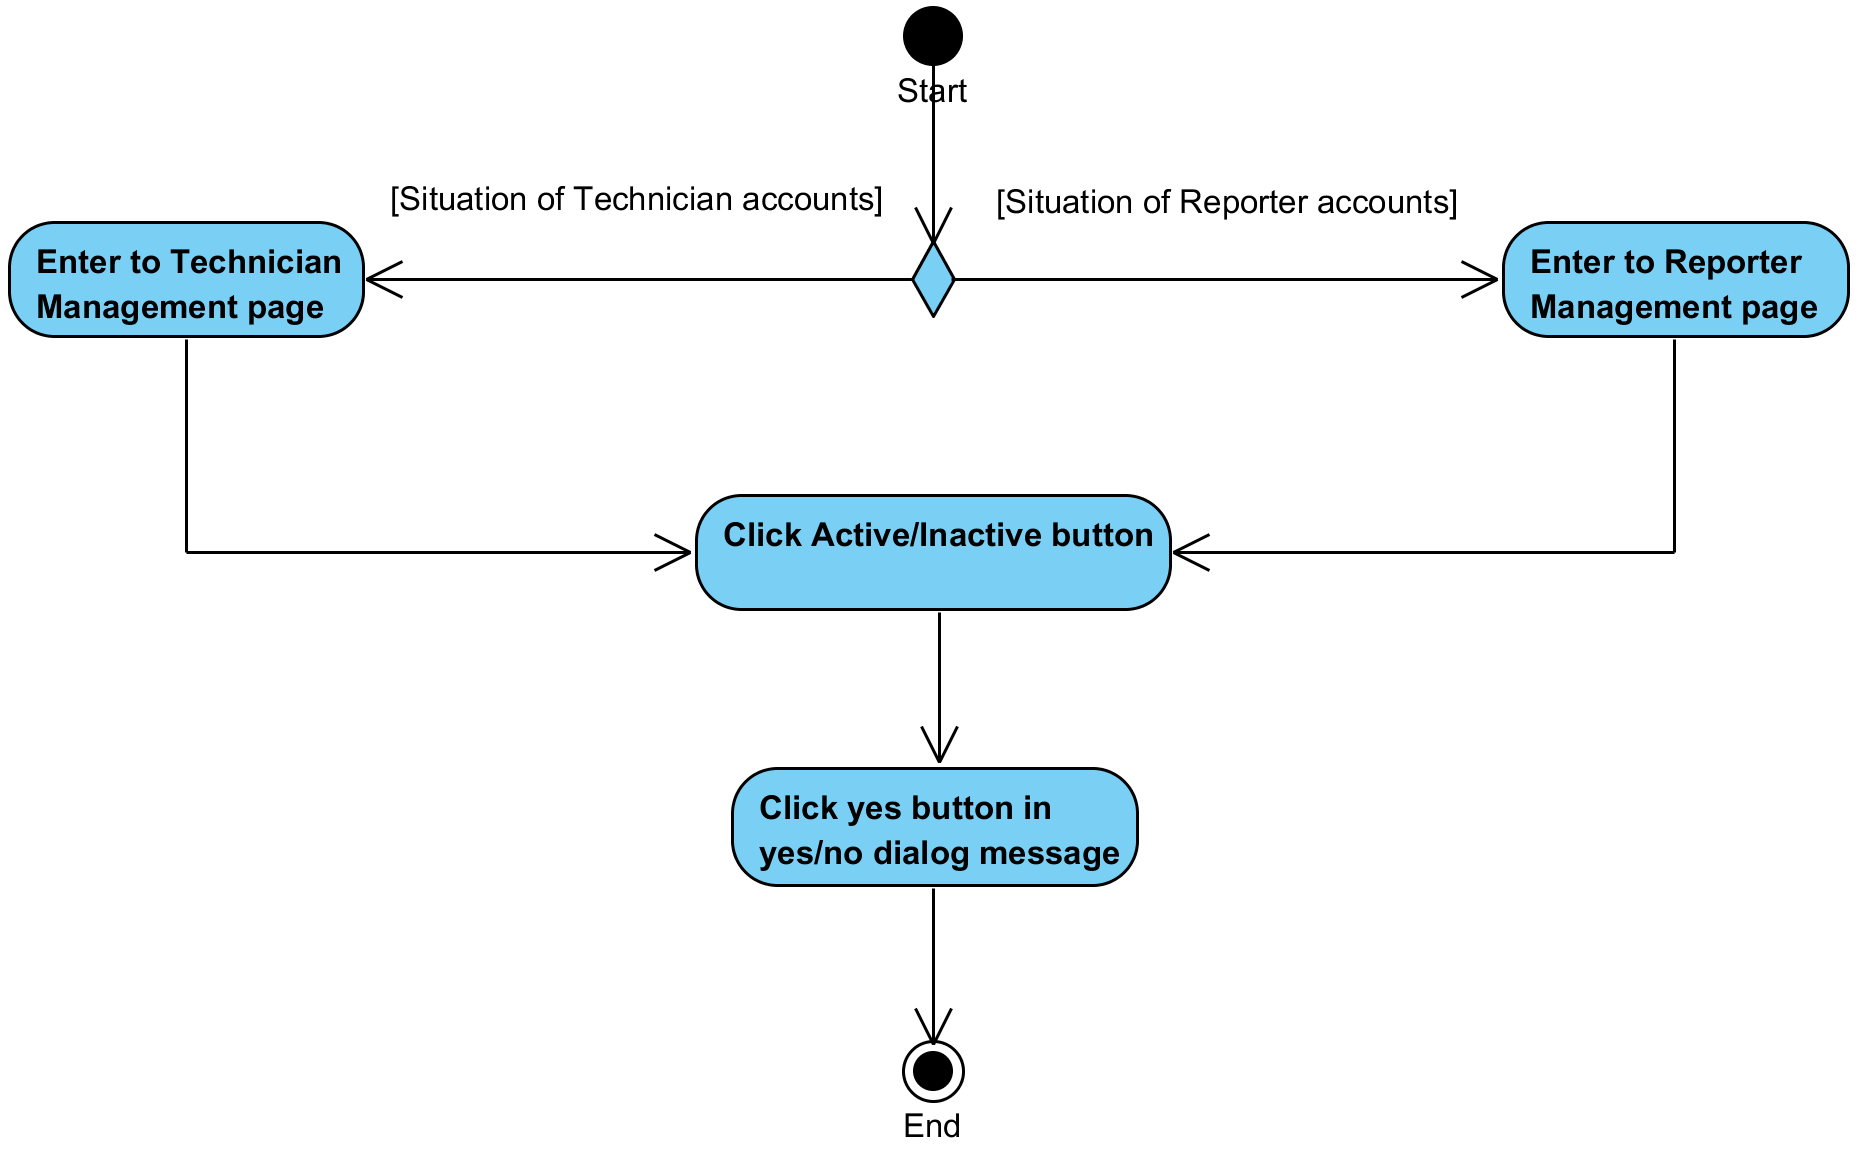 Start
[Situation of Technician accounts]
[Situation of Reporter accounts]
Enter to Technician
Management page
Enter to Reporter
Management page
Click Active/Inactive button
Click yes button in
yes/no dialog message
End